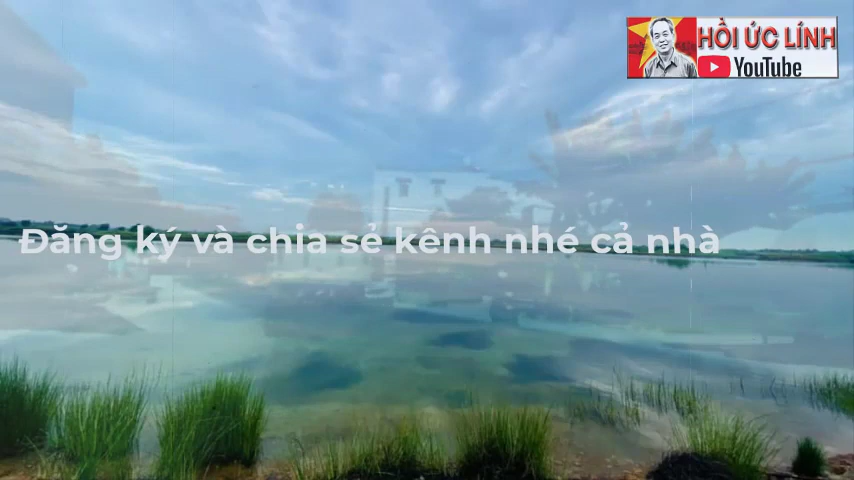 HỒI ỨC LÍNH
YouTube
Đăng ký và chia sẻ kênh nhé cả nhà